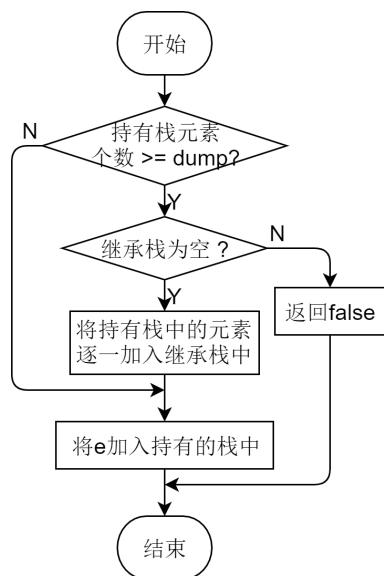 开始
N
持有栈元素
个数 >= dump?
Y
继承栈为空？
N
Y
将持有栈中的元素
逐一加入继承栈中
返回false
将e加入持有的栈中
结束